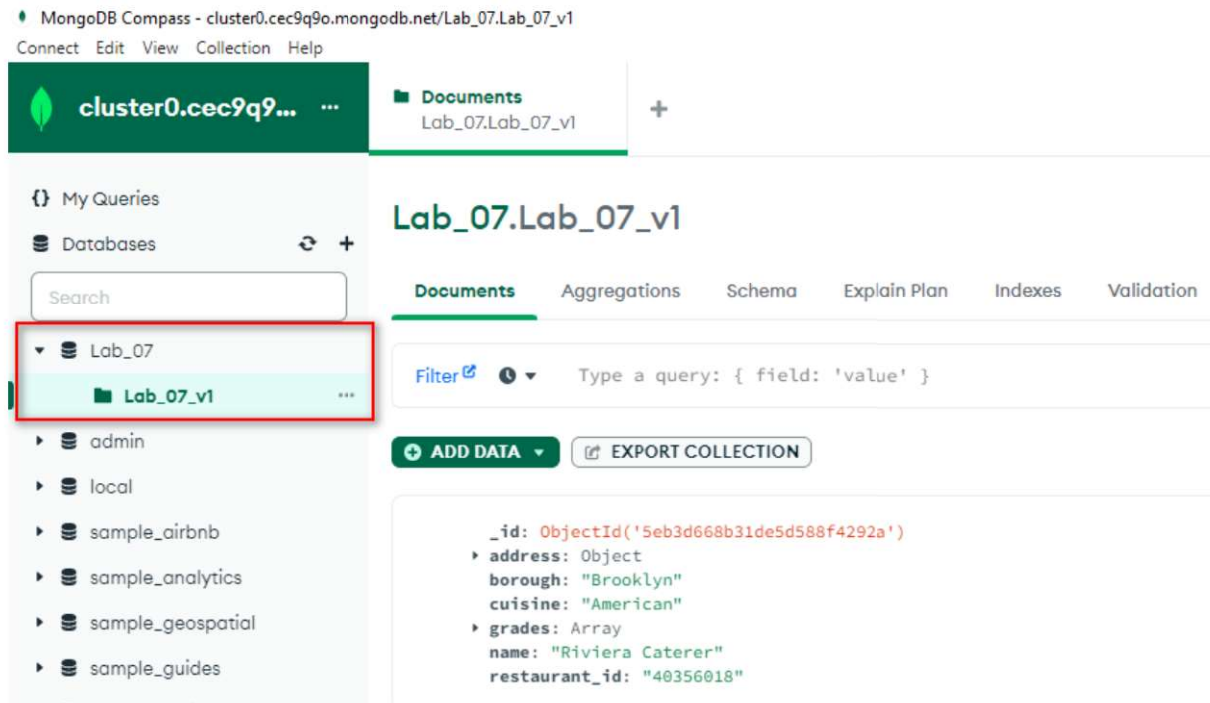 MongoDB Compass - cluster0.cec9q9o.mongodb.net/Lab_07.Lab_07_v1
Connect Edit View Collection Help
cluster0.cec9q9... ...
Documents
Lab_07.Lab_07_v1
+
{} My Queries
Databases
+
Search
Lab_07
Lab_07_v1
...
admin
local
sample_airbnb
sample_analytics
sample_geospatial
sample_guides
Lab_07.Lab_07_v1
Documents Aggregations Schema Explain Plan Indexes Validation
Filter Type a query: { field: 'value' }
ADD DATA EXPORT COLLECTION
_id: ObjectId('5eb3d668b31de5d588f4292a')
address: Object
borough: "Brooklyn"
cuisine: "American"
grades: Array
name: "Riviera Caterer"
restaurant_id: "40356018"